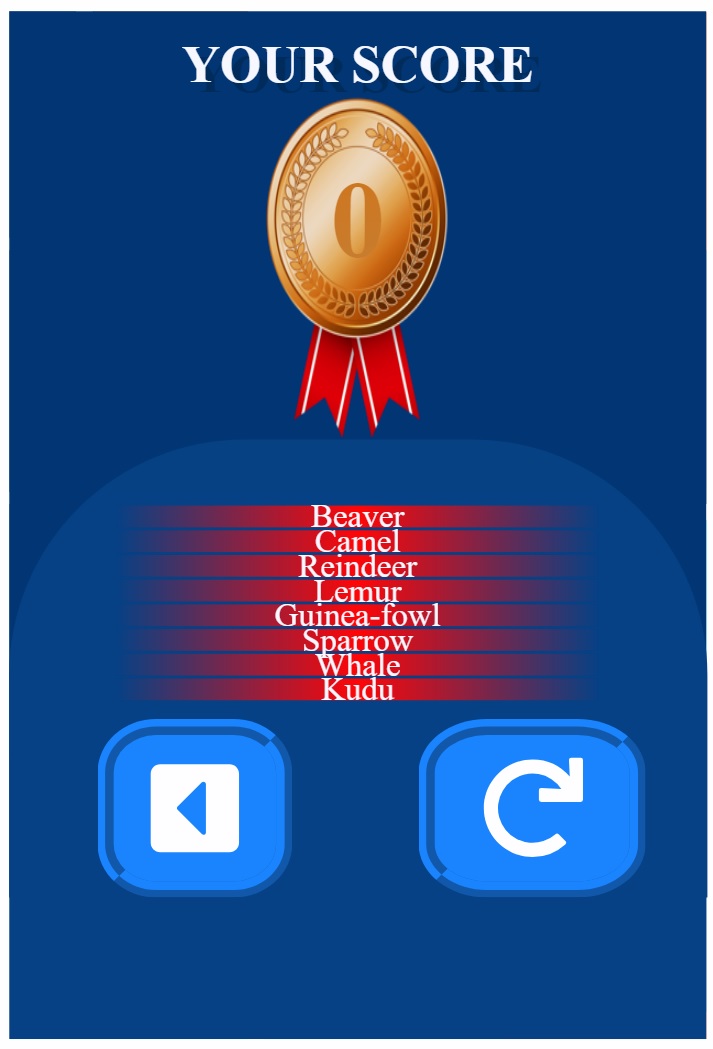 YOUR SCORE
0
Beaver
Camel
Reindeer
Lemur
Guinea-fowl
Sparrow
Whale
Kudu